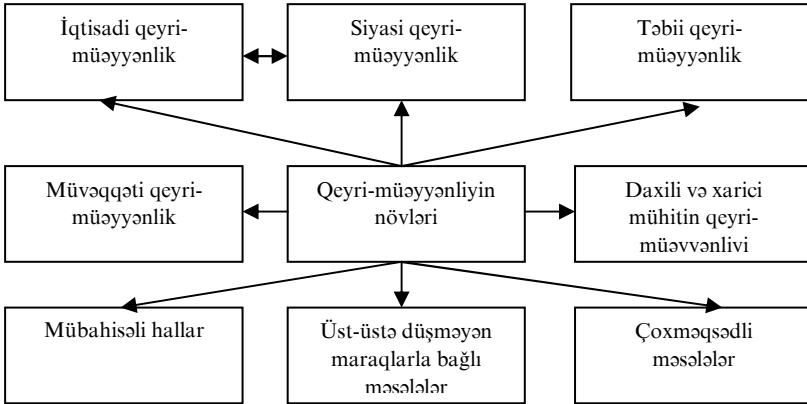 İqtisadi qeyri-
müəyyənlik
Siyasi qeyri-
müəyyənlik
Təbii qeyri-
müəyyənlik
Müvəqqəti qeyri-
müəyyənlik
Qeyri-müəyyənliyin
növləri
Daxili və xarici
mühitin qeyri-
müəyyənliyi
Mübahisəli hallar
Üst-üstə düşməyən
maraqlarla bağlı
məsələlər
Çoxməqsədli
məsələlər